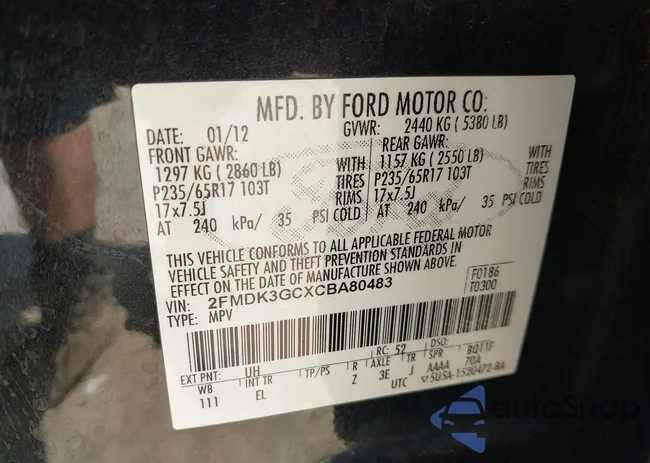 MFD. BY FORD MOTOR CO.
DATE: 01/12 GVWR: 2440 KG ( 5380 LB)
FRONT GAWR: REAR GAWR:
1297 KG ( 2860 LB) WITH 1157 KG ( 2550 LB) WITH
P235/65R17 103T TIRES P235/65R17 103T TIRES
17x7.5J RIMS 17x7.5J RIMS
AT 240 kPa/ 35 PSI COLD AT 240 kPa/ 35 PSI COLD
THIS VEHICLE CONFORMS TO ALL APPLICABLE FEDERAL MOTOR
VEHICLE SAFETY AND THEFT PREVENTION STANDARDS IN
EFFECT ON THE DATE OF MANUFACTURE SHOWN ABOVE.
VIN: 2FMDK3GCXCBA80483 F0186
TYPE: MPV T0300
EXT PNT: UH RC: 52 DSO:
WB INT TR TP/PS R AXLE TR SPR
111 EL Z 3E J AAAA 70A
UTC
autoSnap